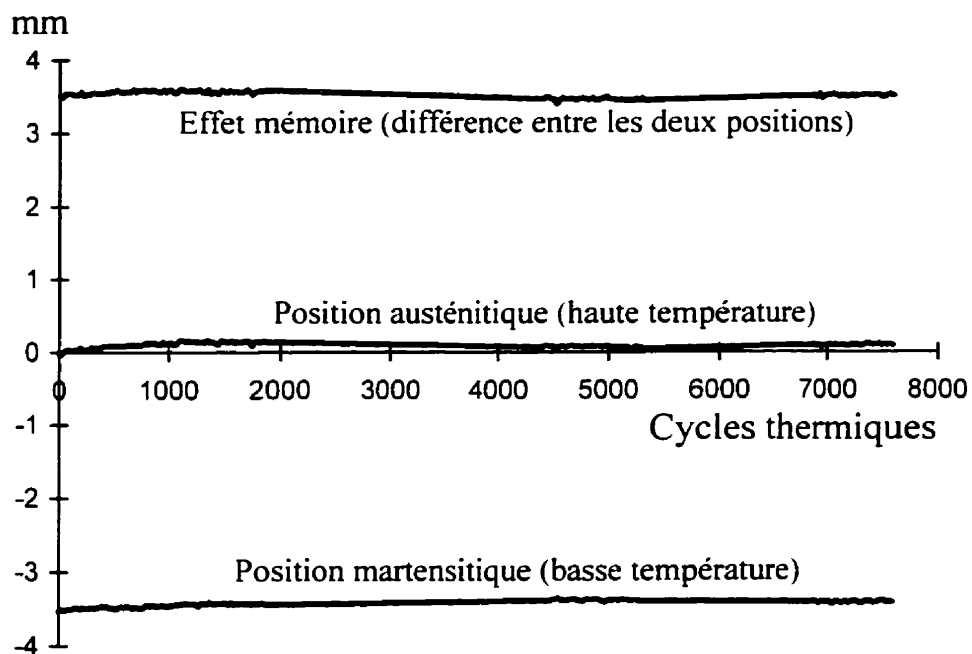 mm
4
Effet mémoire (différence entre les deux positions)
3
2
1
Position austénitique (haute température)
0
0 1000 2000 3000 4000 5000 6000 7000 8000
-1
Cycles thermiques
-2
-3
Position martensitique (basse température)
-4